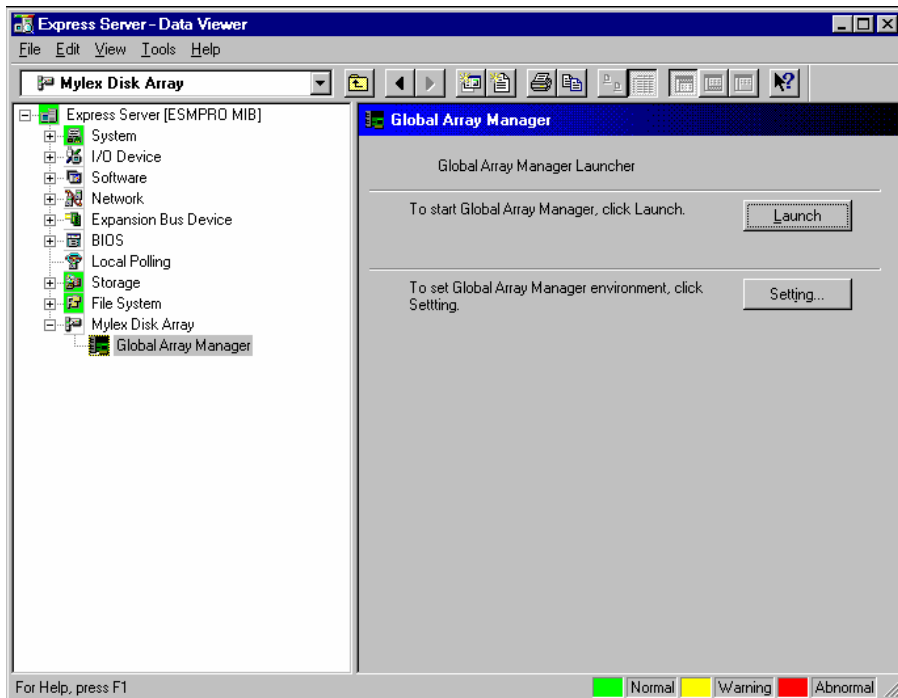 Express Server - Data Viewer
File Edit View Tools Help
Mylex Disk Array
Express Server [ESMPRO MIB]
System
I/O Device
Software
Network
Expansion Bus Device
BIOS
Local Polling
Storage
File System
Mylex Disk Array
Global Array Manager
Global Array Manager
Global Array Manager Launcher
To start Global Array Manager, click Launch.
Launch
To set Global Array Manager environment, click
Settting.
Setting...
For Help, press F1
Normal Warning Abnormal